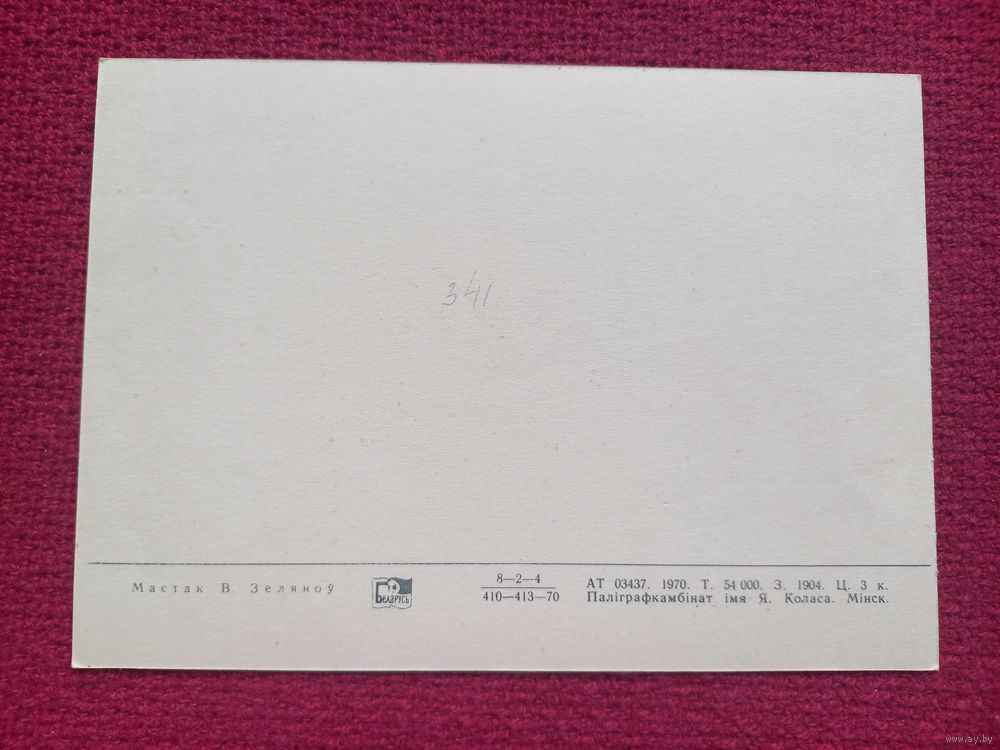 341
Мастак В. Зеляноў
Беларусь
8—2—4
410—413—70
АТ 03437. 1970. Т. 54 000. З. 1904. Ц. 3 к.
Паліграфкамбінат імя Я. Коласа. Мінск.
www.ay.by